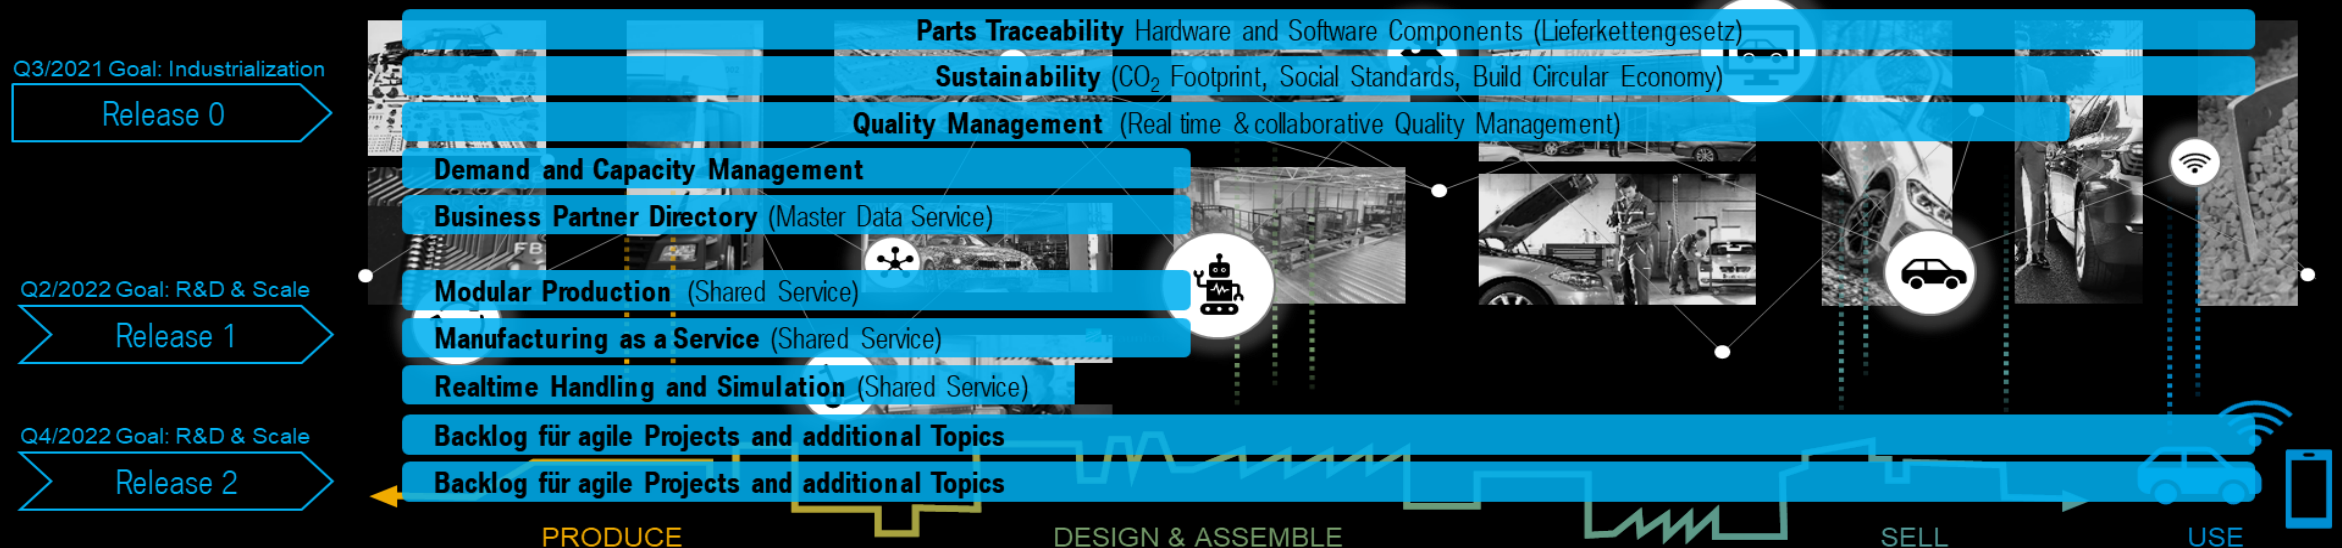 Parts Traceability Hardware and Software Components (Lieferkettengesetz)
Q3/2021 Goal: Industrialization
Sustainability (CO₂ Footprint, Social Standards, Build Circular Economy)
Release 0
Quality Management (Real time & collaborative Quality Management)
Demand and Capacity Management
Business Partner Directory (Master Data Service)
FB
Q2/2022 Goal: R&D & Scale
Modular Production (Shared Service)
Release 1
Manufacturing as a Service (Shared Service)
Realtime Handling and Simulation (Shared Service)
Q4/2022 Goal: R&D & Scale
Backlog für agile Projects and additional Topics
Release 2
Backlog für agile Projects and additional Topics
PRODUCE
DESIGN & ASSEMBLE
SELL
USE